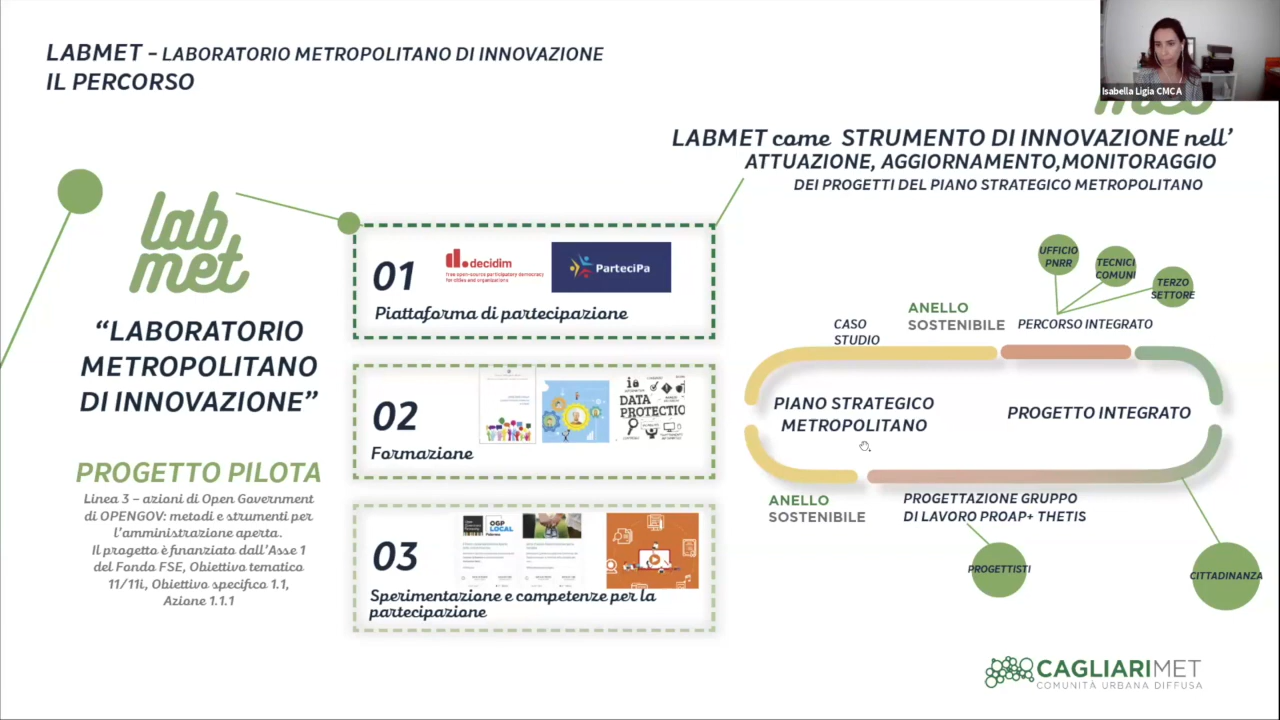 LABMET - LABORATORIO METROPOLITANO DI INNOVAZIONE
IL PERCORSO
Isabella Ligia CMCA
met
LABMET come STRUMENTO DI INNOVAZIONE nell'
ATTUAZIONE, AGGIORNAMENTO,MONITORAGGIO
DEI PROGETTI DEL PIANO STRATEGICO METROPOLITANO
lab
met
"LABORATORIO
METROPOLITANO
DI INNOVAZIONE"
PROGETTO PILOTA
Linea 3 – azioni di Open Government
di OPENGOV: metodi e strumenti per
l'amministrazione aperta.
Il progetto è finanziato dall'Asse 1
del Fondo FSE, Obiettivo tematico
11/11i, Obiettivo specifico 1.1,
Azione 1.1.1
01
decidim
free open-source participatory democracy
for cities and organizations
ParteciPa
Piattaforma di partecipazione
02
DATA
PROTECTIO
Formazione
03
OGP
LOCAL
Sperimentazione e competenze per la
partecipazione
UFFICIO
PNRR
TECNICI
COMUNI
TERZO
SETTORE
CASO
STUDIO
ANELLO
SOSTENIBILE
PERCORSO INTEGRATO
PIANO STRATEGICO
METROPOLITANO
PROGETTO INTEGRATO
ANELLO
SOSTENIBILE
PROGETTAZIONE GRUPPO
DI LAVORO PROAP+ THETIS
PROGETTISTI
CITTADINANZA
CAGLIARIMET
COMUNITÀ URBANA DIFFUSA